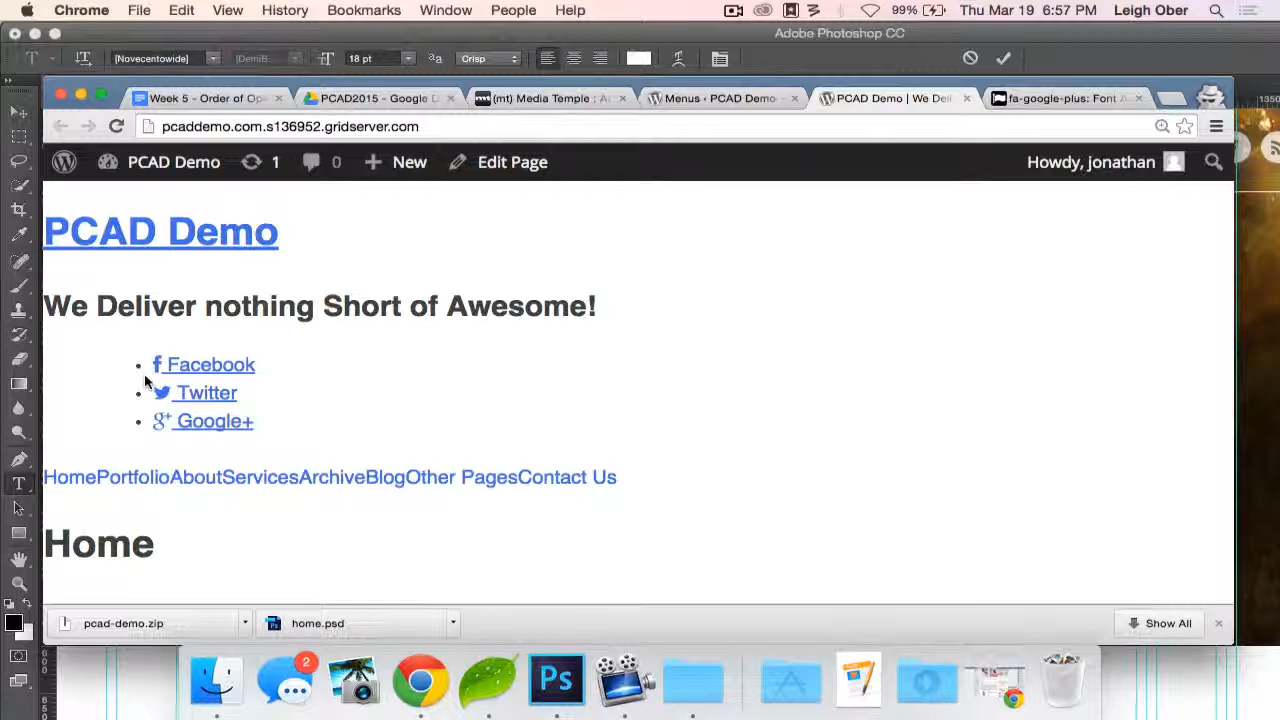 Chrome File Edit View History Bookmarks Window People Help 99% Thu Mar 19 6:57 PM Leigh Ober
Adobe Photoshop CC
[Novecentowide] [DemiB... 18 pt aa Crisp
Week 5 - Order of Op PCAD2015 - Google D (mt) Media Temple : A Menus ‹ PCAD Demo PCAD Demo | We Deli fa-google-plus: Font A
pcaddemo.com.s136952.gridserver.com
PCAD Demo 1 0 New Edit Page Howdy, jonathan
PCAD Demo
We Deliver nothing Short of Awesome!
Facebook
Twitter
g+ Google+
HomePortfolioAboutServicesArchiveBlogOther PagesContact Us
Home
pcad-demo.zip home.psd Show All
2
Ps